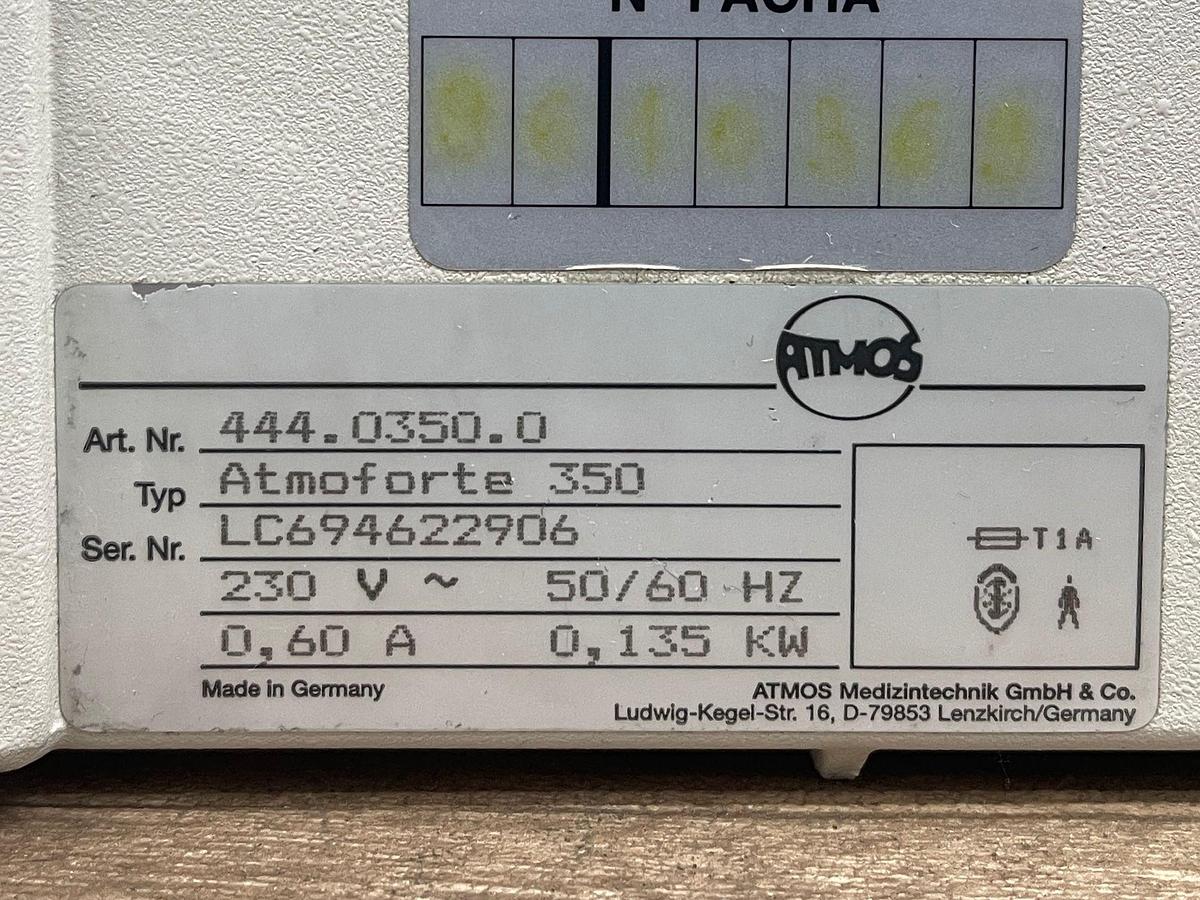 ATMOS
Art. Nr. 444.0350.0
Typ Atmoforte 350
Ser. Nr. LC694622906
230 V ~ 50/60 HZ
0,60 A 0,135 KW
T1A
Made in Germany
ATMOS Medizintechnik GmbH & Co.
Ludwig-Kegel-Str. 16, D-79853 Lenzkirch/Germany